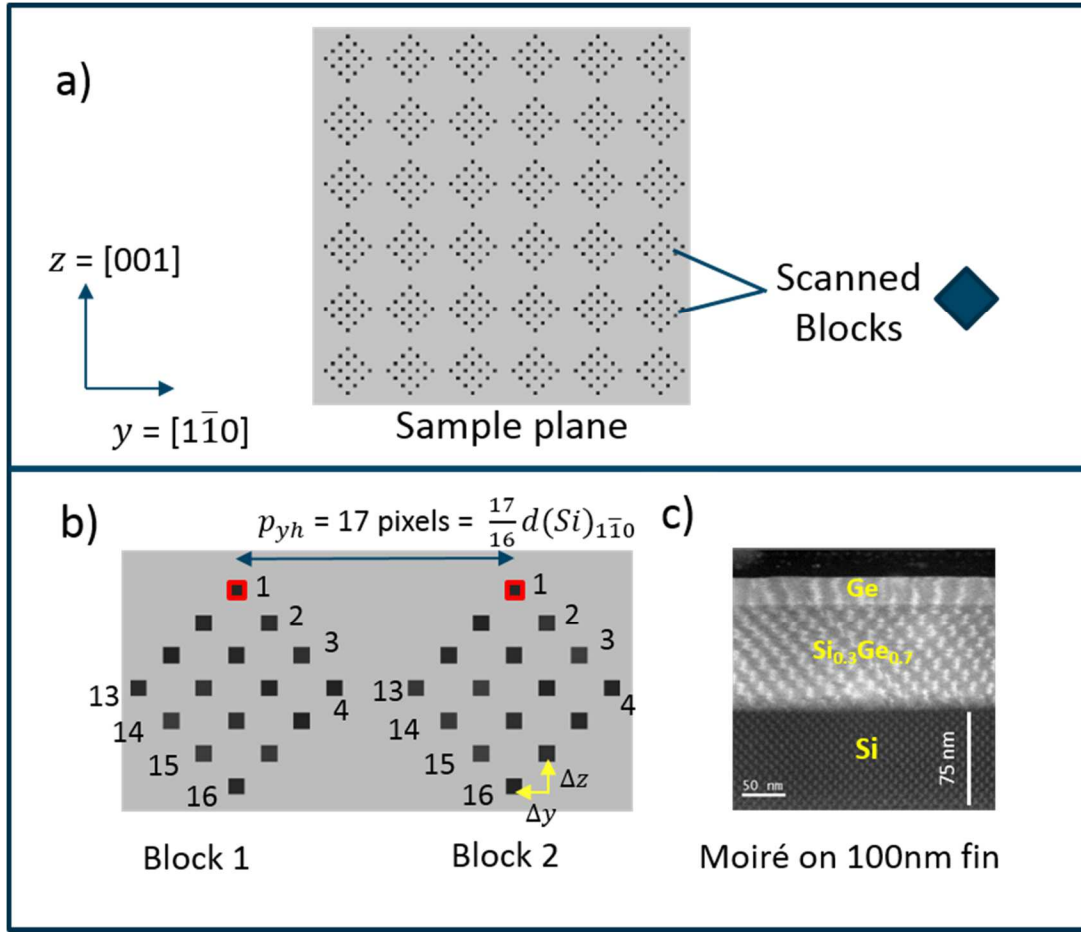 a)
z = [001]
y = [11̄0]
Scanned
Blocks
Sample plane
b)
p_yh = 17 pixels = 17/16 d(Si)_11̄0
1
2
3
13
4
14
15
16
1
2
3
13
4
14
15
16
Δz
Δy
Block 1
Block 2
c)
Ge
Si₀.₃Ge₀.₇
Si
50 nm
75 nm
Moiré on 100nm fin